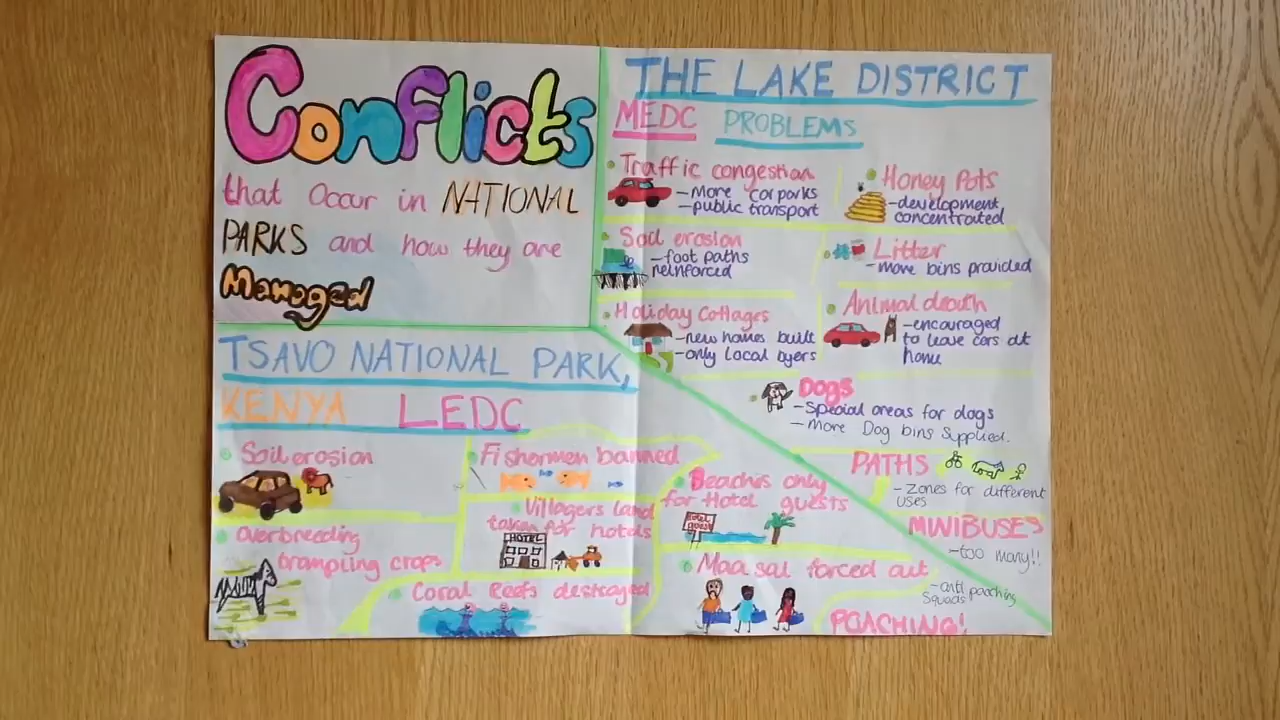 Conflicts
that occur in NATIONAL
PARKS and how they are
Managed
THE LAKE DISTRICT
MEDC PROBLEMS
Traffic congestion
- More car parks
- public transport
Honey Pots
- development
concentrated
Soil erosion
- foot paths
reinforced
Litter
- more bins provided
Holiday Cottages
- new homes built
- only Local byers
Animal death
- encouraged
to leave cars at
home
Dogs
- Special areas for dogs
- More Dog bins Supplied.
PATHS
- Zones for different
uses
MINIBUSES
- too many!!
TSAVO NATIONAL PARK,
KENYA LEDC
Soil erosion
Overbreeding
trampling crops
Fishermen banned
Villagers land
taken for hotels
HOTEL
Coral Reefs destroyed
Beachs only
for Hotel guests
Hotel
guests
Maasai forced out
- anti poaching
Squads
POACHING!